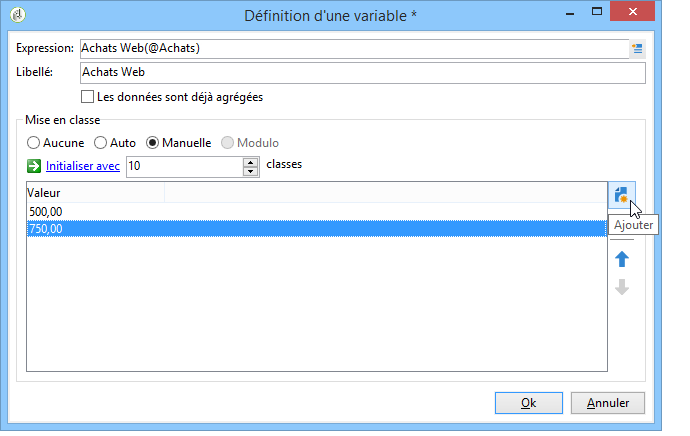 Définition d'une variable *
Expression: Achats Web(@Achats)
Libellé: Achats Web
Les données sont déjà agrégées
Mise en classe
Aucune Auto Manuelle Modulo
Initialiser avec 10 classes
Valeur
500,00
750,00
Ajouter
Ok Annuler